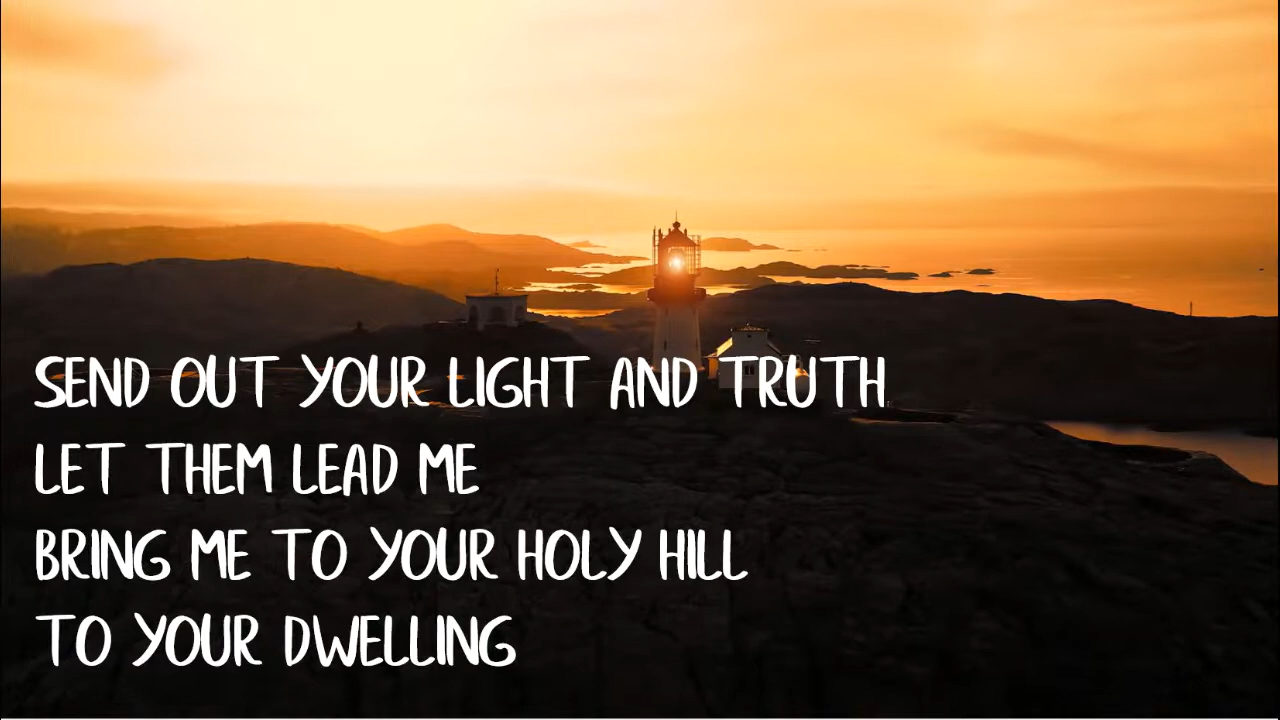 SEND OUT YOUR LIGHT AND TRUTH
LET THEM LEAD ME
BRING ME TO YOUR HOLY HILL
TO YOUR DWELLING